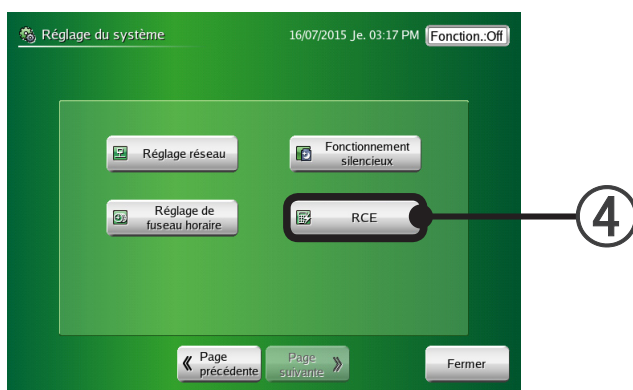 Réglage du système
16/07/2015 Je. 03:17 PM
Fonction.:Off
Réglage réseau
Fonctionnement
silencieux
Réglage de
fuseau horaire
RCE
④
Page
précédente
Page
suivante
Fermer